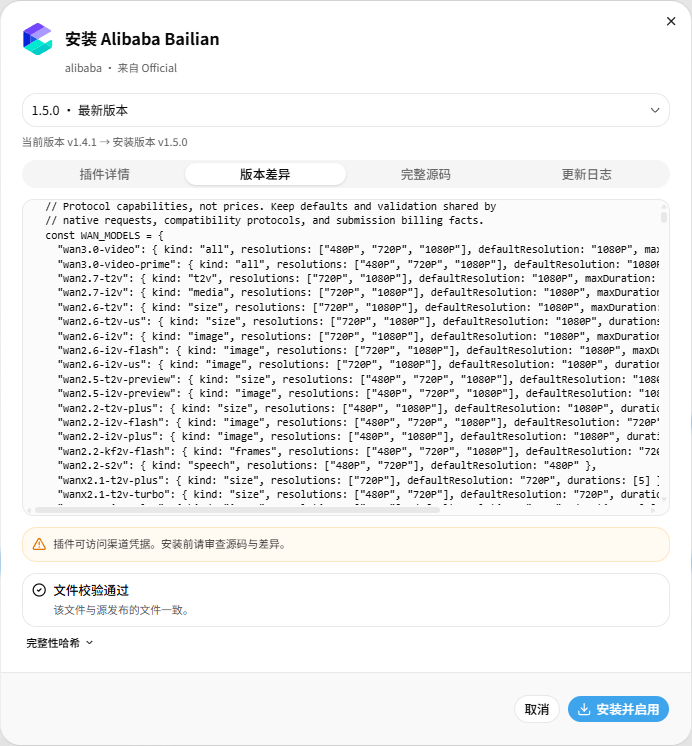 安装 Alibaba Bailian
alibaba • 来自 Official
1.5.0 • 最新版本
当前版本 v1.4.1 → 安装版本 v1.5.0
插件详情 版本差异 完整源码 更新日志
// Protocol capabilities, not prices. Keep defaults and validation shared by
// native requests, compatibility protocols, and submission billing facts.
const WAN_MODELS = {
"wan3.0-video": { kind: "all", resolutions: ["480P", "720P", "1080P"], defaultResolution: "1080P", max
"wan3.0-video-prime": { kind: "all", resolutions: ["480P", "720P", "1080P"], defaultResolution: "1080P
"wan2.7-t2v": { kind: "t2v", resolutions: ["720P", "1080P"], defaultResolution: "1080P", maxDuration:
"wan2.7-i2v": { kind: "media", resolutions: ["720P", "1080P"], defaultResolution: "1080P", maxDuration
"wan2.6-t2v": { kind: "size", resolutions: ["720P", "1080P"], defaultResolution: "1080P", maxDuration:
"wan2.6-t2v-us": { kind: "size", resolutions: ["720P", "1080P"], defaultResolution: "1080P", durations
"wan2.6-i2v": { kind: "image", resolutions: ["720P", "1080P"], defaultResolution: "1080P", maxDuration
"wan2.6-i2v-flash": { kind: "image", resolutions: ["720P", "1080P"], defaultResolution: "1080P", maxDu
"wan2.6-i2v-us": { kind: "image", resolutions: ["720P", "1080P"], defaultResolution: "1080P", duration
"wan2.5-t2v-preview": { kind: "size", resolutions: ["480P", "720P", "1080P"], defaultResolution: "108
"wan2.5-i2v-preview": { kind: "image", resolutions: ["480P", "720P", "1080P"], defaultResolution: "10
"wan2.2-t2v-plus": { kind: "size", resolutions: ["480P", "1080P"], defaultResolution: "1080P", duratio
"wan2.2-i2v-flash": { kind: "image", resolutions: ["480P", "720P", "1080P"], defaultResolution: "720P"
"wan2.2-i2v-plus": { kind: "image", resolutions: ["480P", "1080P"], defaultResolution: "1080P", durati
"wan2.2-kf2v-flash": { kind: "frames", resolutions: ["480P", "720P", "1080P"], defaultResolution: "720
"wan2.2-s2v": { kind: "speech", resolutions: ["480P", "720P"], defaultResolution: "480P" },
"wanx2.1-t2v-plus": { kind: "size", resolutions: ["720P"], defaultResolution: "720P", durations: [5] }
"wanx2.1-t2v-turbo": { kind: "size", resolutions: ["480P", "720P"], defaultResolution: "720P", duratio
插件可访问渠道凭据。安装前请审查源码与差异。
文件校验通过
该文件与源发布的文件一致。
完整性哈希
取消 安装并启用